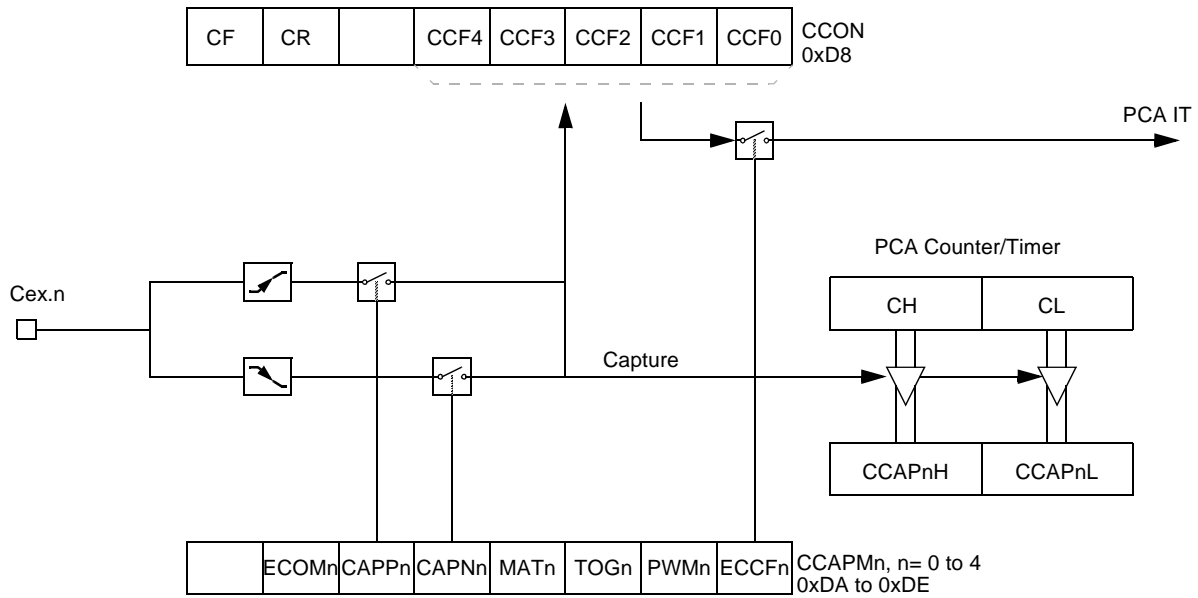 CF CR CCF4 CCF3 CCF2 CCF1 CCF0 CCON
0xD8
PCA IT
PCA Counter/Timer
Cex.n
CH CL
Capture
CCAPnH CCAPnL
ECOMn CAPPn CAPNn MATn TOGn PWMn ECCFn CCAPMn, n= 0 to 4
0xDA to 0xDE